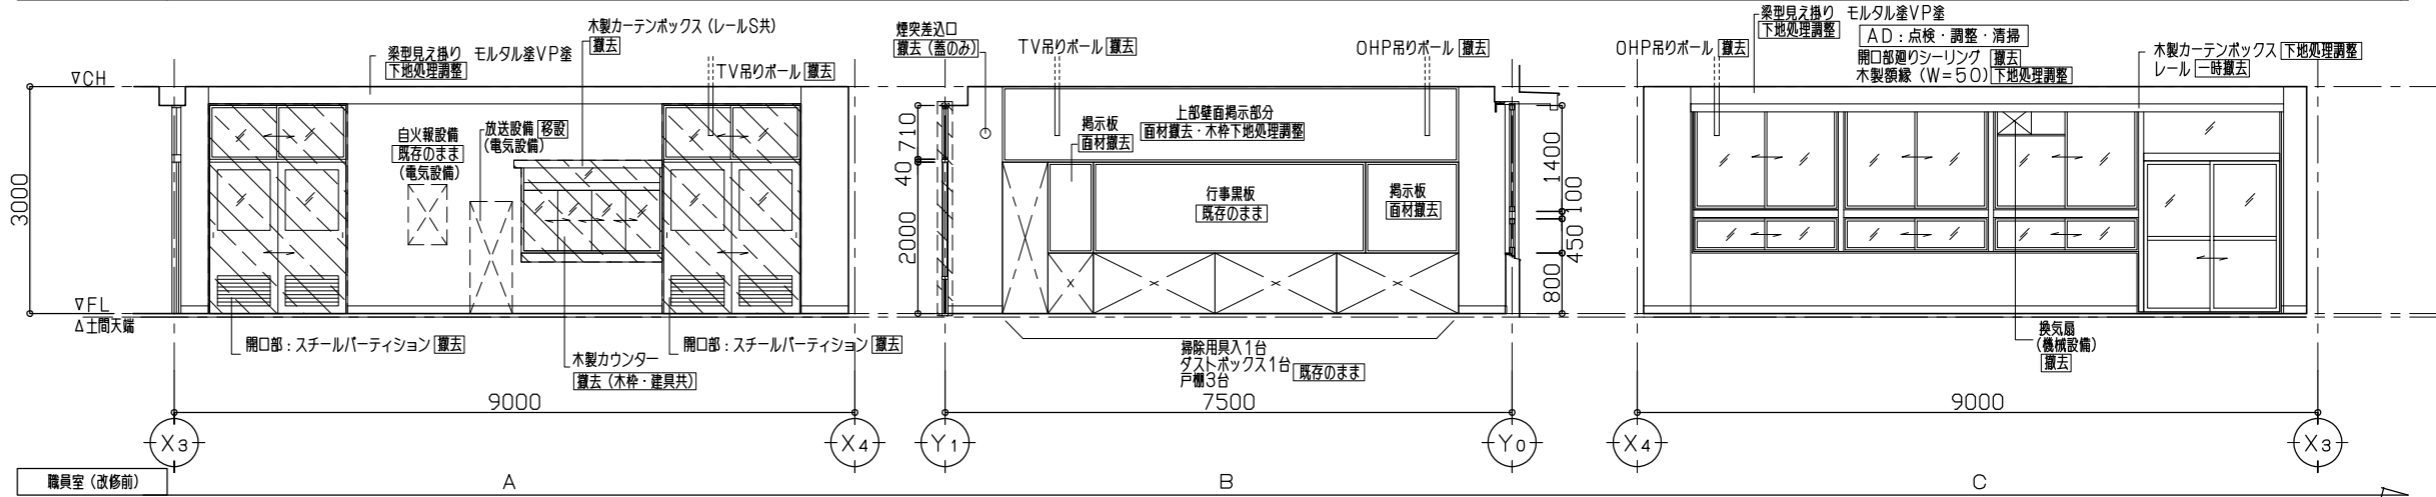 木製カーテンボックス（レールS共）
撤去
梁型見え掛り モルタル塗VP塗
下地処理調整
TV吊りポール 撤去
▽CH
自火報設備
既存のまま
(電気設備)
放送設備 移設
(電気設備)
3000
▽FL
△土間天端
開口部：スチールパーティション 撤去
木製カウンター
撤去（木枠・建具共）
開口部：スチールパーティション 撤去
9000
X3
X4
煙突差込口
撤去（蓋のみ）
TV吊りポール 撤去
OHP吊りポール 撤去
上部壁面掲示部分
面材撤去・木枠下地処理調整
掲示板
面材撤去
行事黒板
既存のまま
掲示板
面材撤去
710
40
2000
1400
100
450
800
掃除用具入1台
ダストボックス1台
戸棚3台
既存のまま
7500
Y1
Y0
梁型見え掛り モルタル塗VP塗
下地処理調整
AD：点検・調整・清掃
OHP吊りポール 撤去
開口部廻りシーリング 撤去
木製額縁（W=50）下地処理調整
木製カーテンボックス 下地処理調整
レール 一時撤去
換気扇
(機械設備)
撤去
9000
X4
X3
職員室（改修前）
A
B
C